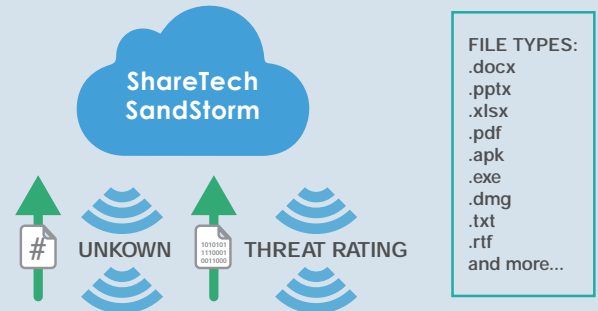 ShareTech
SandStorm
#
UNKOWN
1010101
1110001
0011000
THREAT RATING
FILE TYPES:
.docx
.pptx
.xlsx
.pdf
.apk
.exe
.dmg
.txt
.rtf
and more...